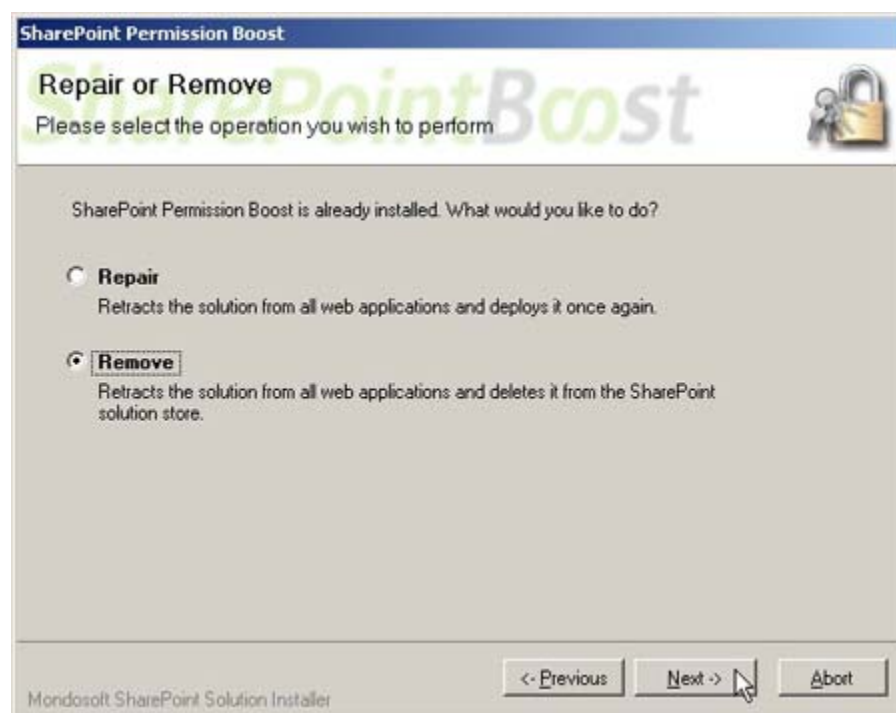 SharePoint Permission Boost
Repair or Remove
SharePointBoost
Please select the operation you wish to perform
SharePoint Permission Boost is already installed. What would you like to do?
Repair
Retracts the solution from all web applications and deploys it once again.
Remove
Retracts the solution from all web applications and deletes it from the SharePoint
solution store.
<- Previous
Next ->
Abort
Mondosoft SharePoint Solution Installer